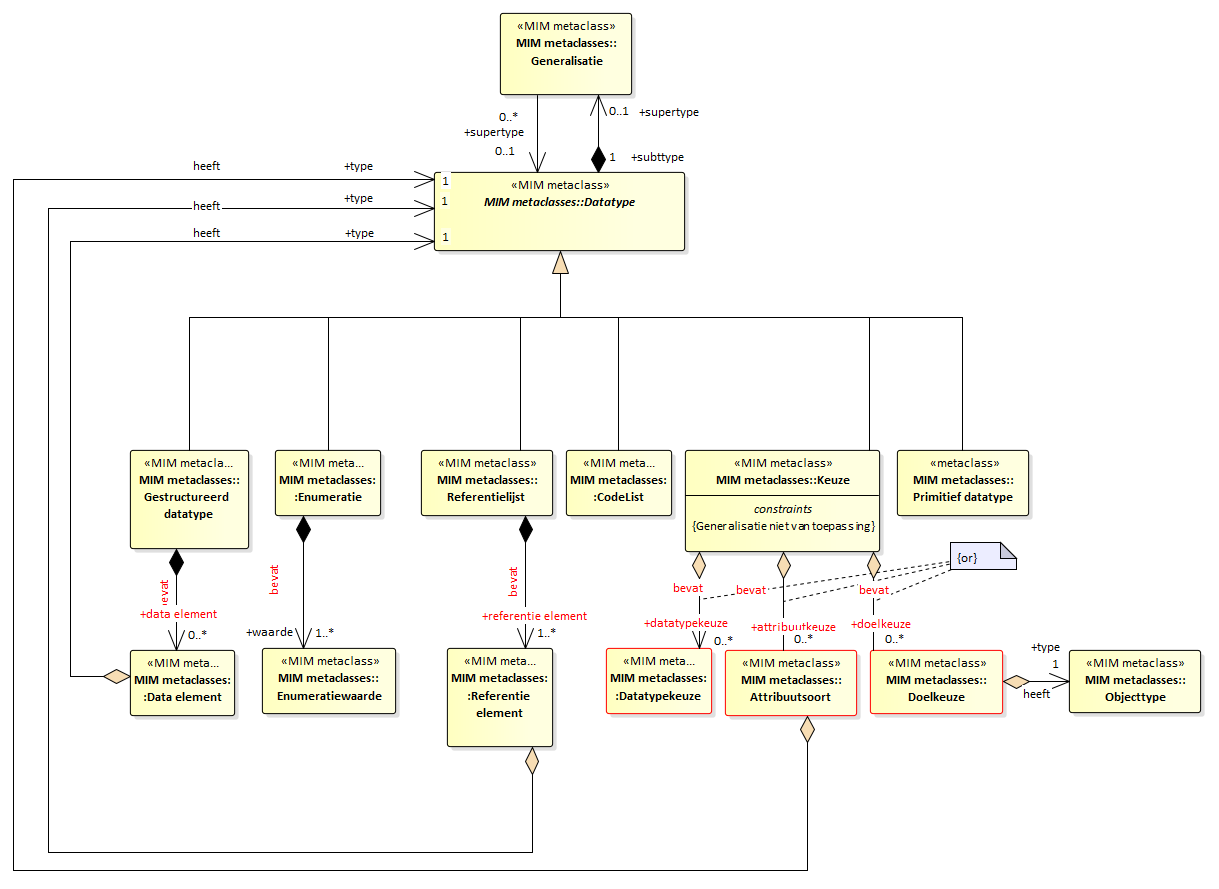 «MIM metaclass»
MIM metaclasses::
Generalisatie
0..*
+supertype
0..1
0..1 +supertype
1 +subttype
heeft +type
1
heeft +type
1
heeft +type
1
«MIM metaclass»
MIM metaclasses::Datatype
«MIM metacla...
MIM metaclasses::
Gestructureerd
datatype
«MIM meta...
MIM metaclasses:
:Enumeratie
«MIM metaclass»
MIM metaclasses::
Referentielijst
«MIM meta...
MIM metaclasses:
:CodeList
«MIM metaclass»
MIM metaclasses::Keuze
constraints
{Generalisatie niet van toepassing}
«metaclass»
MIM metaclasses::
Primitief datatype
{or}
bevat
+data element
0..*
bevat
+waarde
1..*
bevat
+referentie element
1..*
bevat
+datatypekeuze
0..*
bevat
+attribuutkeuze
0..*
bevat
+doelkeuze
0..*
«MIM meta...
MIM metaclasses:
:Data element
«MIM metaclass»
MIM metaclasses::
Enumeratiewaarde
«MIM meta...
MIM metaclasses:
:Referentie
element
«MIM meta...
MIM metaclasses:
:Datatypekeuze
«MIM metaclass»
MIM metaclasses::
Attribuutsoort
«MIM metaclass»
MIM metaclasses::
Doelkeuze
+type
1
heeft
«MIM metaclass»
MIM metaclasses::
Objecttype